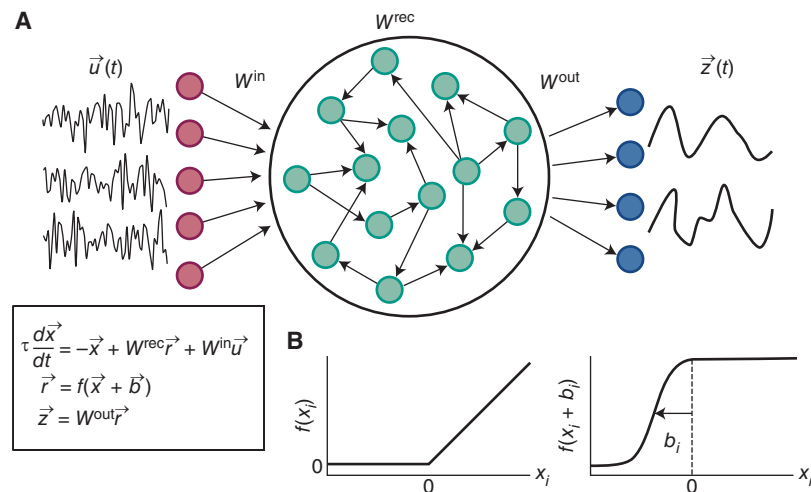 A
W^rec
u⃗(t)
W^in
W^out
z⃗(t)
τ dx⃗/dt = –x⃗ + W^rec r⃗ + W^in u⃗
r⃗ = f(x⃗ + b⃗)
z⃗ = W^out r⃗
B
f(x_i)
0
0
x_i
f(x_i + b_i)
b_i
0
x_i